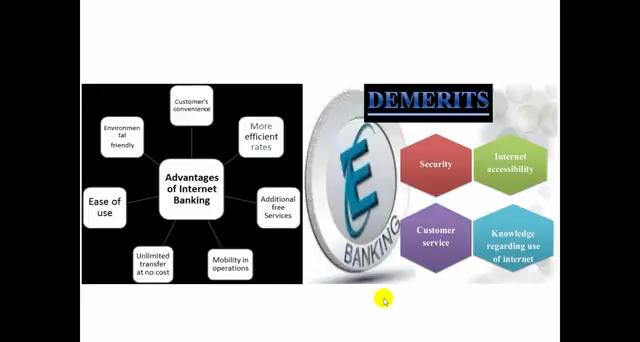 Customer's
convenience
More
efficient
rates
Additional
free
Services
Mobility in
operations
Unlimited
transfer
at no cost
Ease of
use
Environmen
tal
friendly
Advantages
of Internet
Banking
DEMERITS
E
BANKING
Security
Internet
accessibility
Customer
service
Knowledge
regarding use
of internet